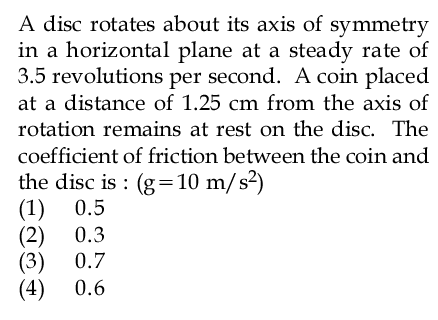 A disc rotates about its axis of symmetry
in a horizontal plane at a steady rate of
3.5 revolutions per second. A coin placed
at a distance of 1.25 cm from the axis of
rotation remains at rest on the disc. The
coefficient of friction between the coin and
the disc is : (g=10 m/s²)
(1) 0.5
(2) 0.3
(3) 0.7
(4) 0.6